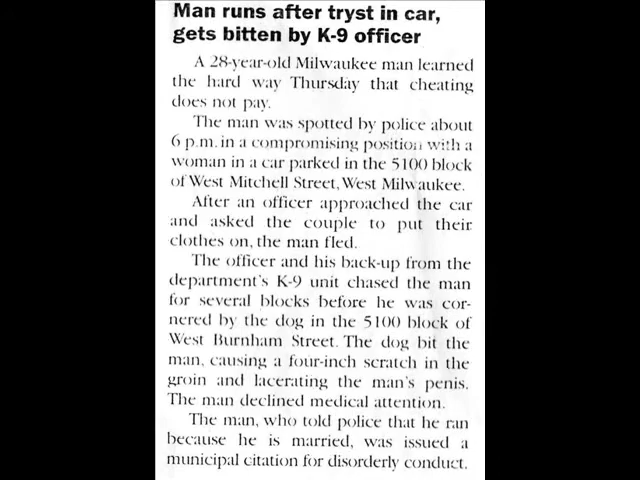 Man runs after tryst in car,
gets bitten by K-9 officer
A 28-year-old Milwaukee man learned
the hard way Thursday that cheating
does not pay.
The man was spotted by police about
6 p.m. in a compromising position with a
woman in a car parked in the 5100 block
of West Mitchell Street, West Milwaukee.
After an officer approached the car
and asked the couple to put their
clothes on, the man fled.
The officer and his back-up from the
department's K-9 unit chased the man
for several blocks before he was cor-
nered by the dog in the 5100 block of
West Burnham Street. The dog bit the
man, causing a four-inch scratch in the
groin and lacerating the man's penis.
The man declined medical attention.
The man, who told police that he ran
because he is married, was issued a
municipal citation for disorderly conduct.